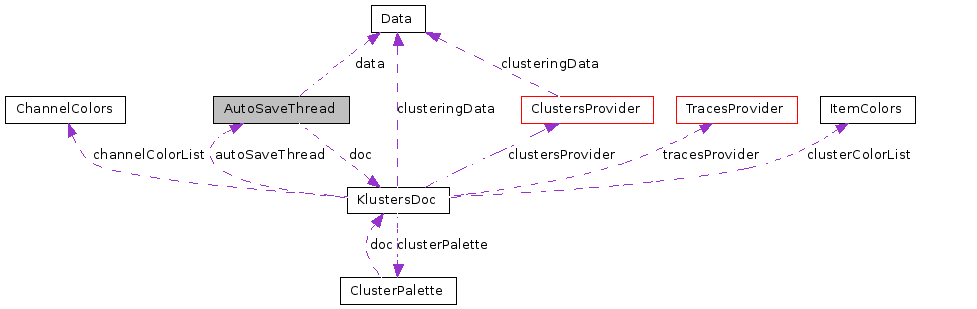 Data
data
clusteringData
ChannelColors
AutoSaveThread
clusteringData
ClustersProvider
TracesProvider
ItemColors
channelColorList
autoSaveThread
doc
clustersProvider
tracesProvider
clusterColorList
KlustersDoc
doc
clusterPalette
ClusterPalette